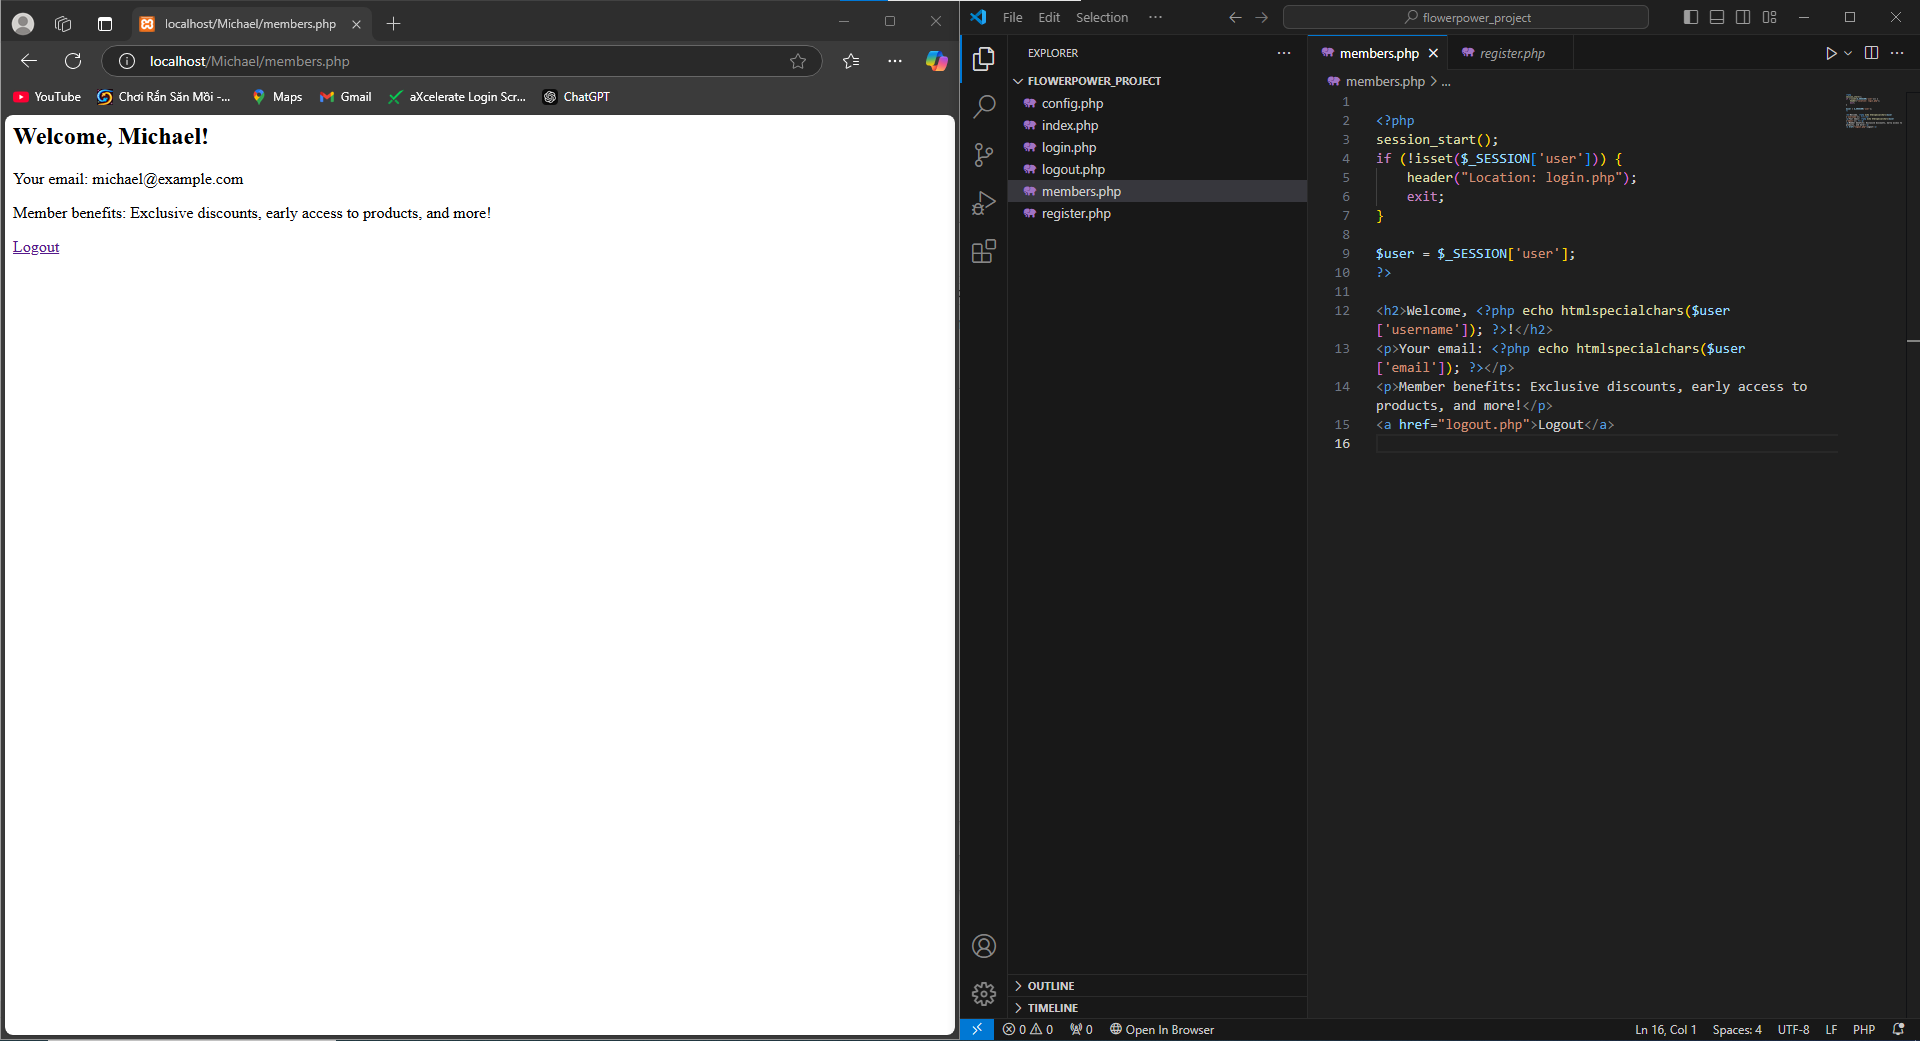 localhost/Michael/members.php
localhost/Michael/members.php
YouTube
Chơi Rắn Săn Mồi -...
Maps
Gmail
aXcelerate Login Scr...
ChatGPT
Welcome, Michael!
Your email: michael@example.com
Member benefits: Exclusive discounts, early access to products, and more!
Logout
File Edit Selection ...
flowerpower_project
EXPLORER
FLOWERPOWER_PROJECT
config.php
index.php
login.php
logout.php
members.php
register.php
OUTLINE
TIMELINE
members.php
register.php
members.php > ...
1
2 <?php
3 session_start();
4 if (!isset($_SESSION['user'])) {
5 header("Location: login.php");
6 exit;
7 }
8
9 $user = $_SESSION['user'];
10 ?>
11
12 <h2>Welcome, <?php echo htmlspecialchars($user
['username']); ?>!</h2>
13 <p>Your email: <?php echo htmlspecialchars($user
['email']); ?></p>
14 <p>Member benefits: Exclusive discounts, early access to
products, and more!</p>
15 <a href="logout.php">Logout</a>
16
0 0 0 Open In Browser
Ln 16, Col 1 Spaces: 4 UTF-8 LF PHP